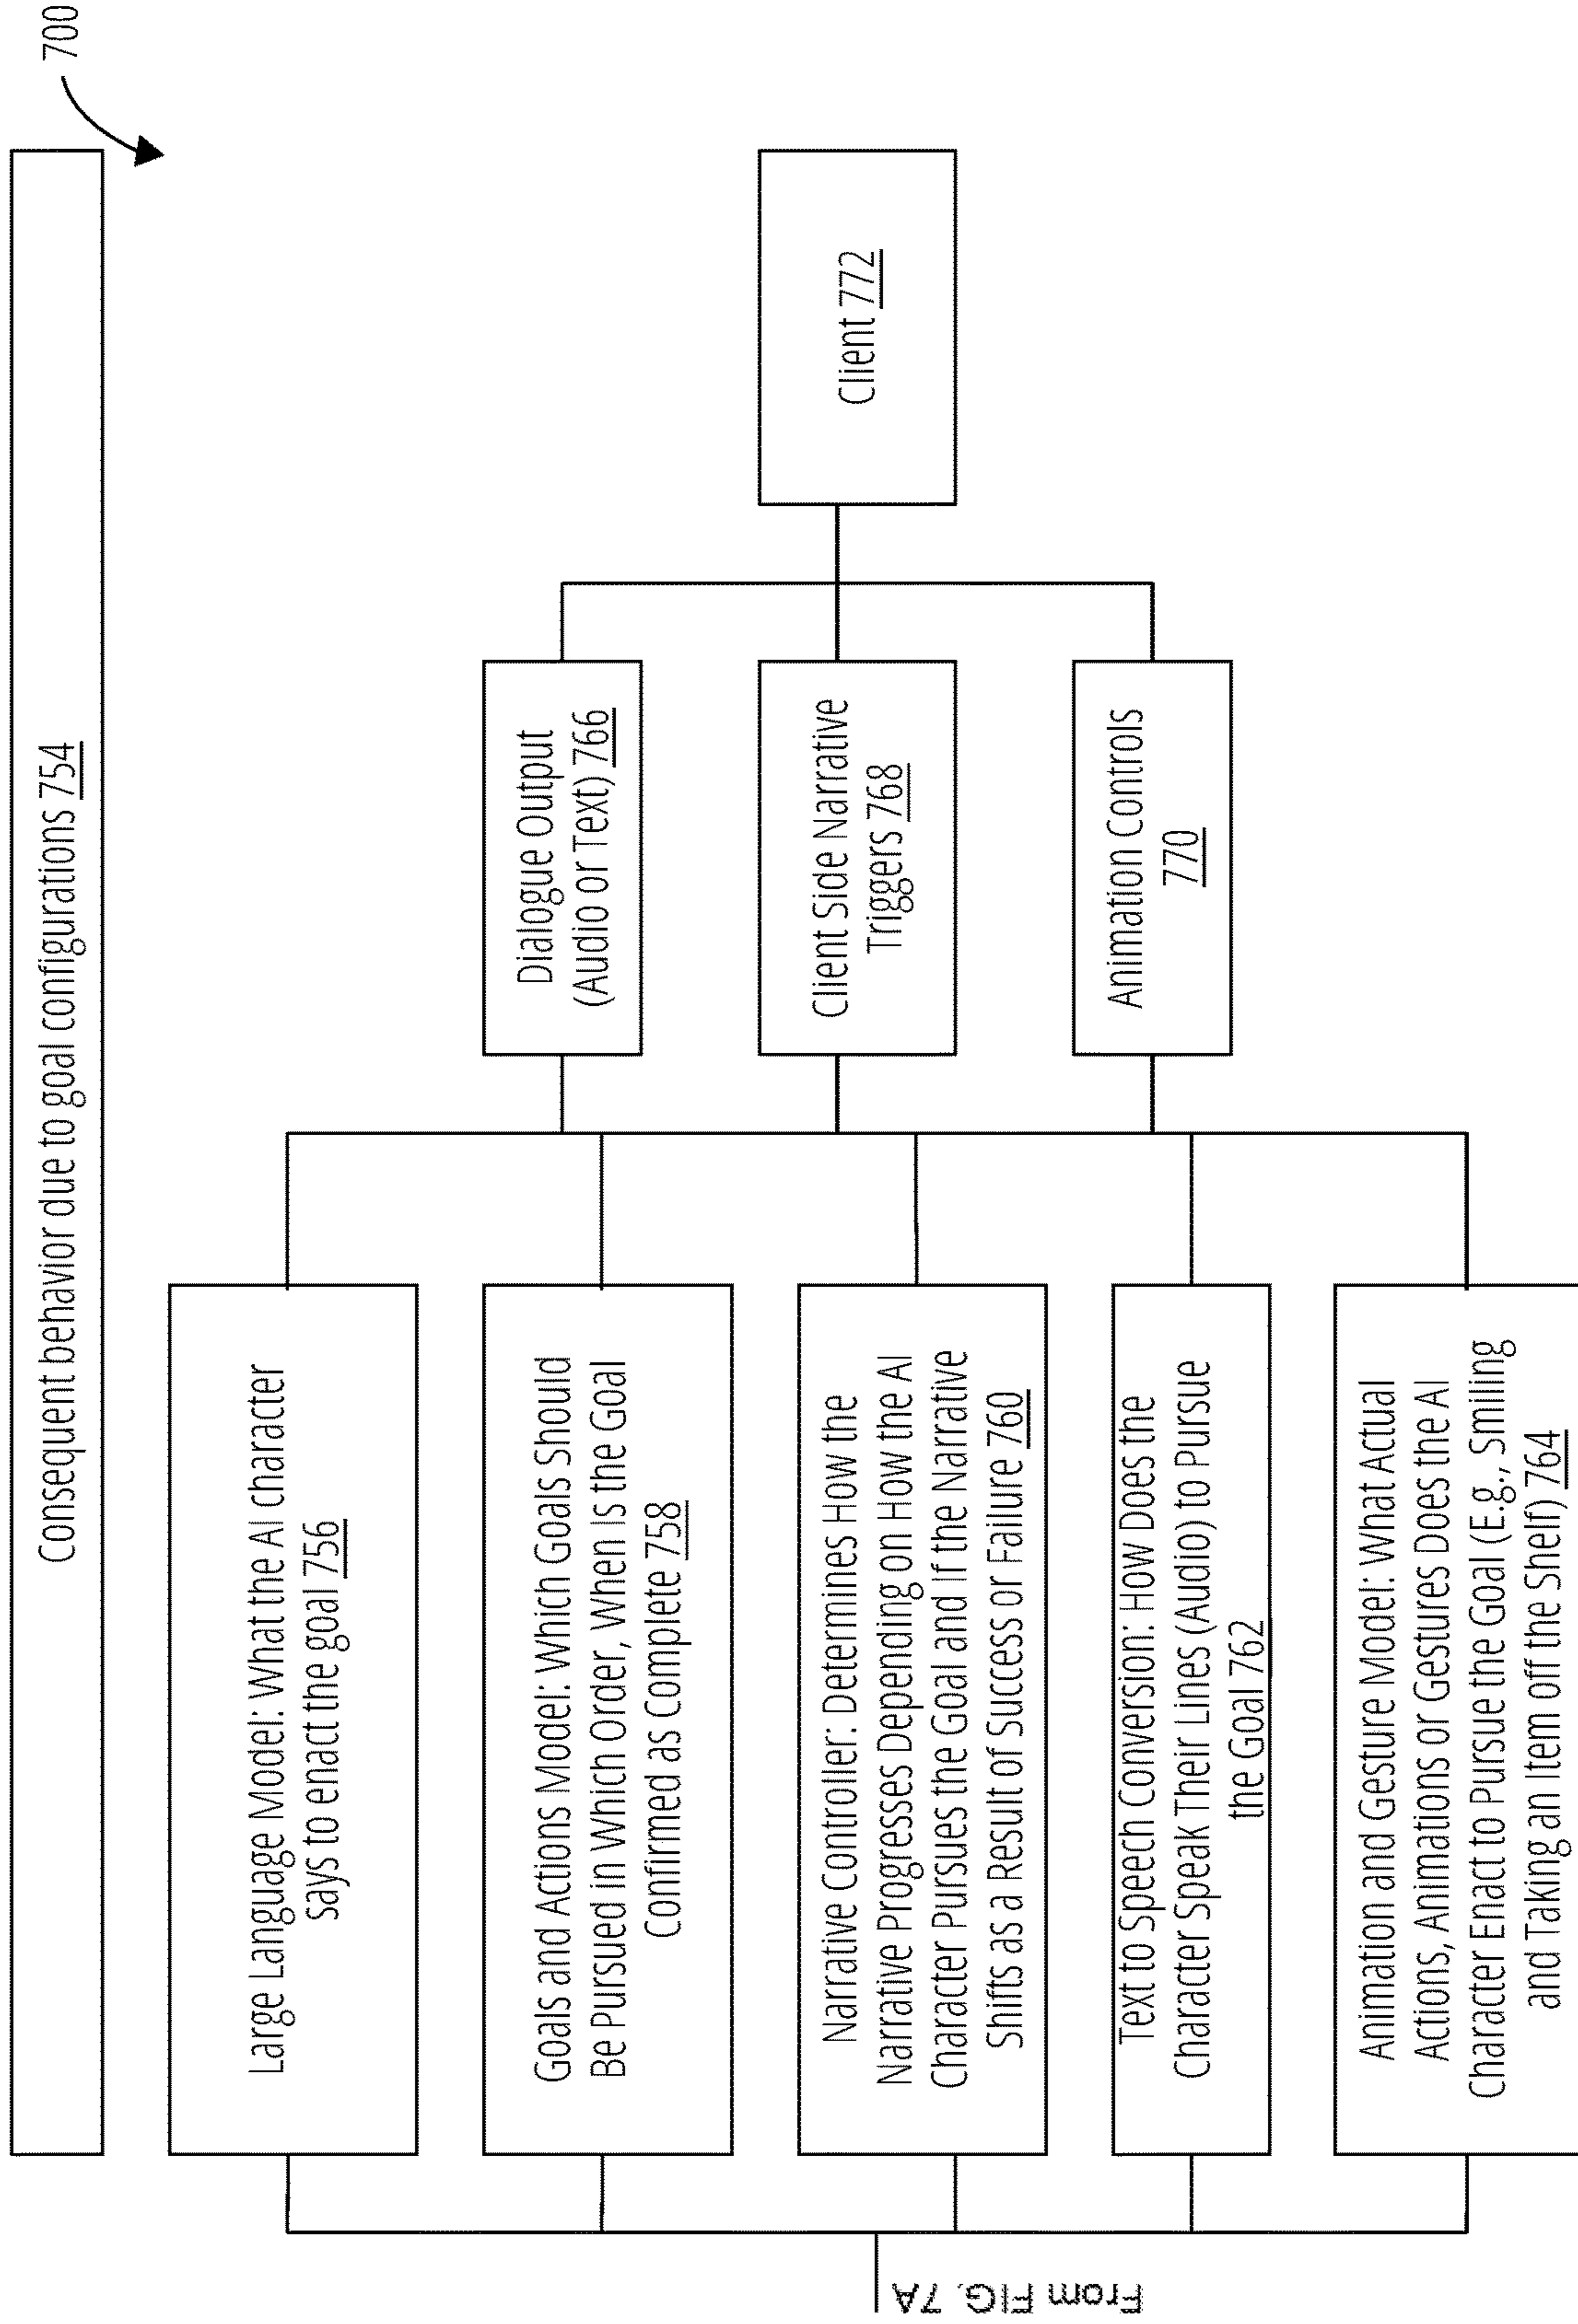 Consequent behavior due to goal configurations 754
700
From FIG. 7A
Large Language Model: What the AI character
says to enact the goal 756
Goals and Actions Model: Which Goals Should
Be Pursued in Which Order, When Is the Goal
Confirmed as Complete 758
Narrative Controller: Determines How the
Narrative Progresses Depending on How the AI
Character Pursues the Goal and If the Narrative
Shifts as a Result of Success or Failure 760
Text to Speech Conversion: How Does the
Character Speak Their Lines (Audio) to Pursue
the Goal 762
Animation and Gesture Model: What Actual
Actions, Animations or Gestures Does the AI
Character Enact to Pursue the Goal (E.g., Smiling
and Taking an Item off the Shelf) 764
Dialogue Output
(Audio or Text) 766
Client Side Narrative
Triggers 768
Animation Controls
770
Client 772